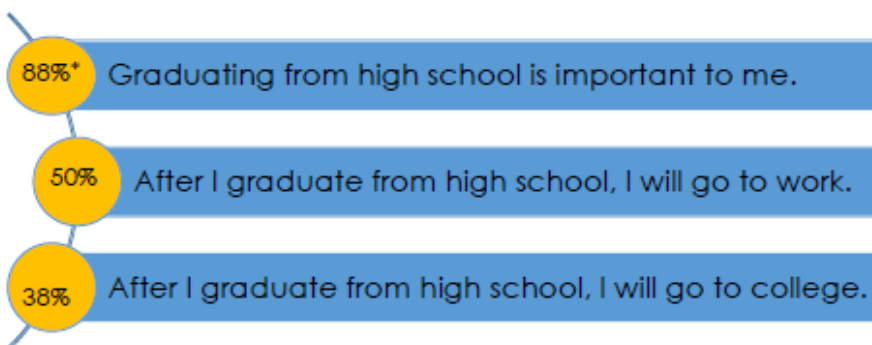 88%* Graduating from high school is important to me.
50% After I graduate from high school, I will go to work.
38% After I graduate from high school, I will go to college.